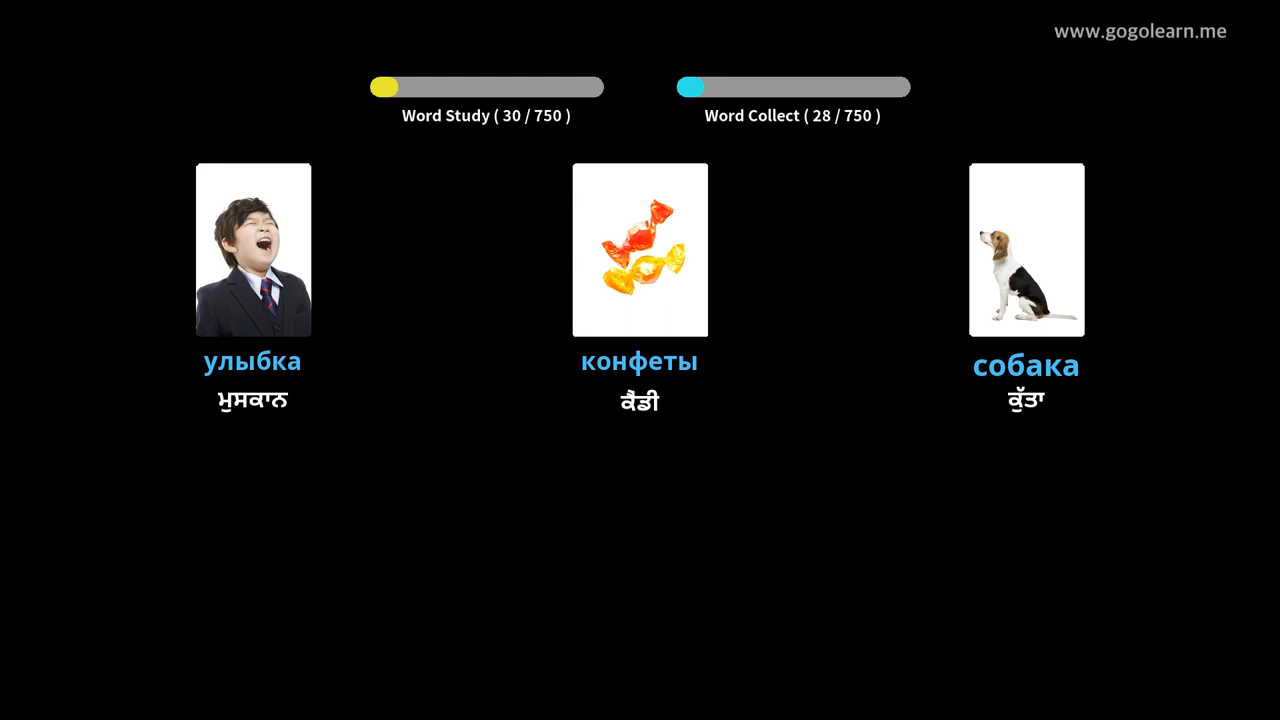 www.gogolearn.me
Word Study ( 30 / 750 )
Word Collect ( 28 / 750 )
улыбка
ਮੁਸਕਾਨ
конфеты
ਕੈਂਡੀ
собака
ਕੁੱਤਾ